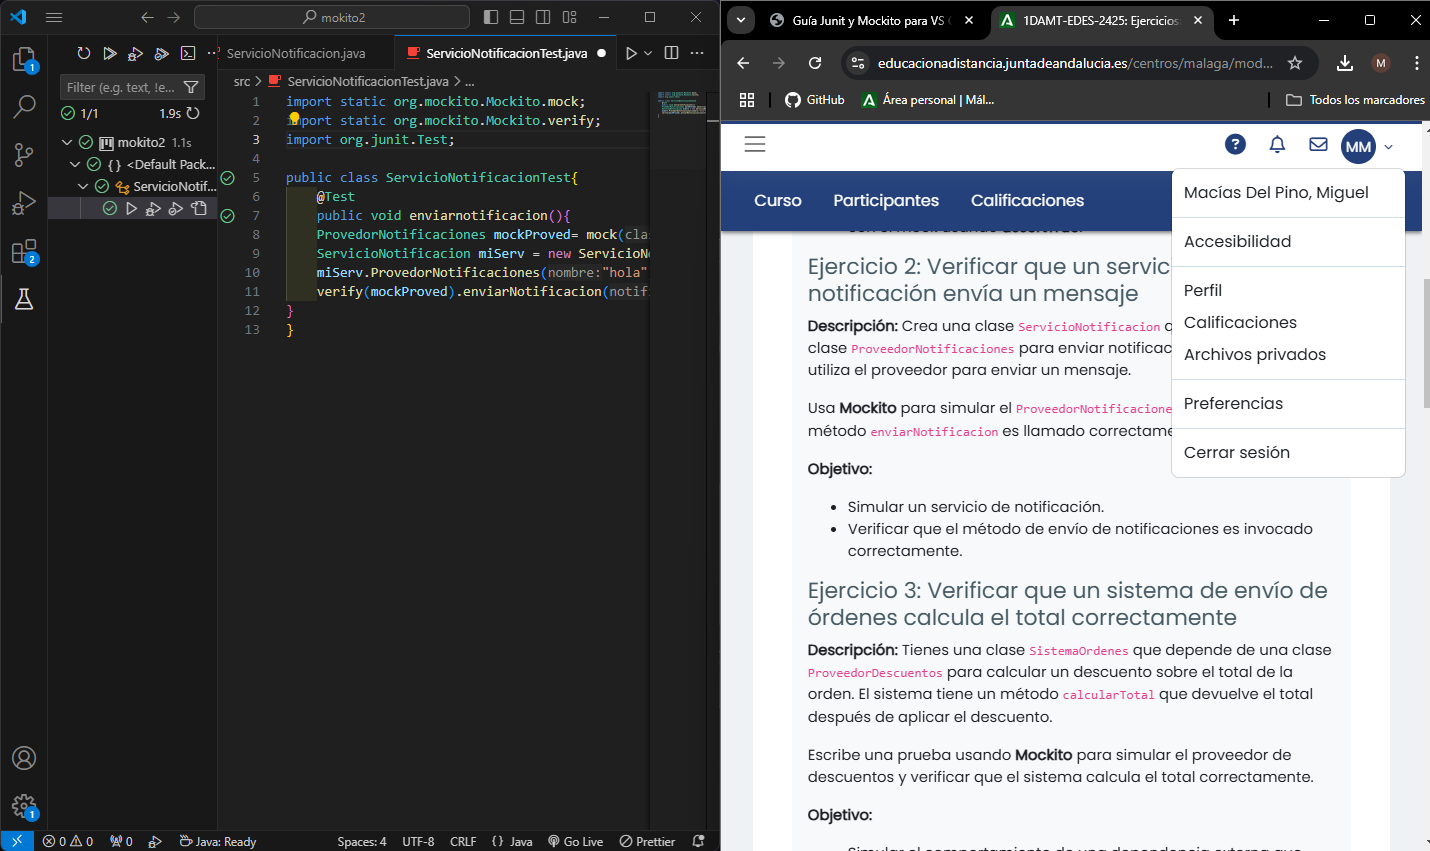 mokito2
Filter (e.g. text, !e...
1/1
1.9s
mokito2 1.1s
{ } <Default Pack...
ServicioNotif...
ServicioNotificacion.java
ServicioNotificacionTest.java
src > ServicioNotificacionTest.java > ...
1 import static org.mockito.Mockito.mock;
2 import static org.mockito.Mockito.verify;
3 import org.junit.Test;
4
5 public class ServicioNotificacionTest{
6 @Test
7 public void enviarnotificacion(){
8 ProvedorNotificaciones mockProved= mock(clas
9 ServicioNotificacion miServ = new ServicioNo
10 miServ.ProvedorNotificaciones(nombre:"hola"
11 verify(mockProved).enviarNotificacion(notifi
12 }
13 }
1
2
1
0 0 0 Java: Ready Spaces: 4 UTF-8 CRLF { } Java Go Live Prettier
Guía Junit y Mockito para VS C
1DAMT-EDES-2425: Ejercicios
educacionadistancia.juntadeandalucia.es/centros/malaga/mod...
M
GitHub
Área personal | Mál...
Todos los marcadores
MM
Curso Participantes Calificaciones
Macías Del Pino, Miguel
Accesibilidad
Perfil
Calificaciones
Archivos privados
Preferencias
Cerrar sesión
Ejercicio 2: Verificar que un servic
notificación envía un mensaje
Descripción: Crea una clase ServicioNotificacion
clase ProveedorNotificaciones para enviar notificac
utiliza el proveedor para enviar un mensaje.
Usa Mockito para simular el ProveedorNotificacione
método enviarNotificacion es llamado correctame
Objetivo:
• Simular un servicio de notificación.
• Verificar que el método de envío de notificaciones es invocado
correctamente.
Ejercicio 3: Verificar que un sistema de envío de
órdenes calcula el total correctamente
Descripción: Tienes una clase SistemaOrdenes que depende de una clase
ProveedorDescuentos para calcular un descuento sobre el total de la
orden. El sistema tiene un método calcularTotal que devuelve el total
después de aplicar el descuento.
Escribe una prueba usando Mockito para simular el proveedor de
descuentos y verificar que el sistema calcula el total correctamente.
Objetivo: